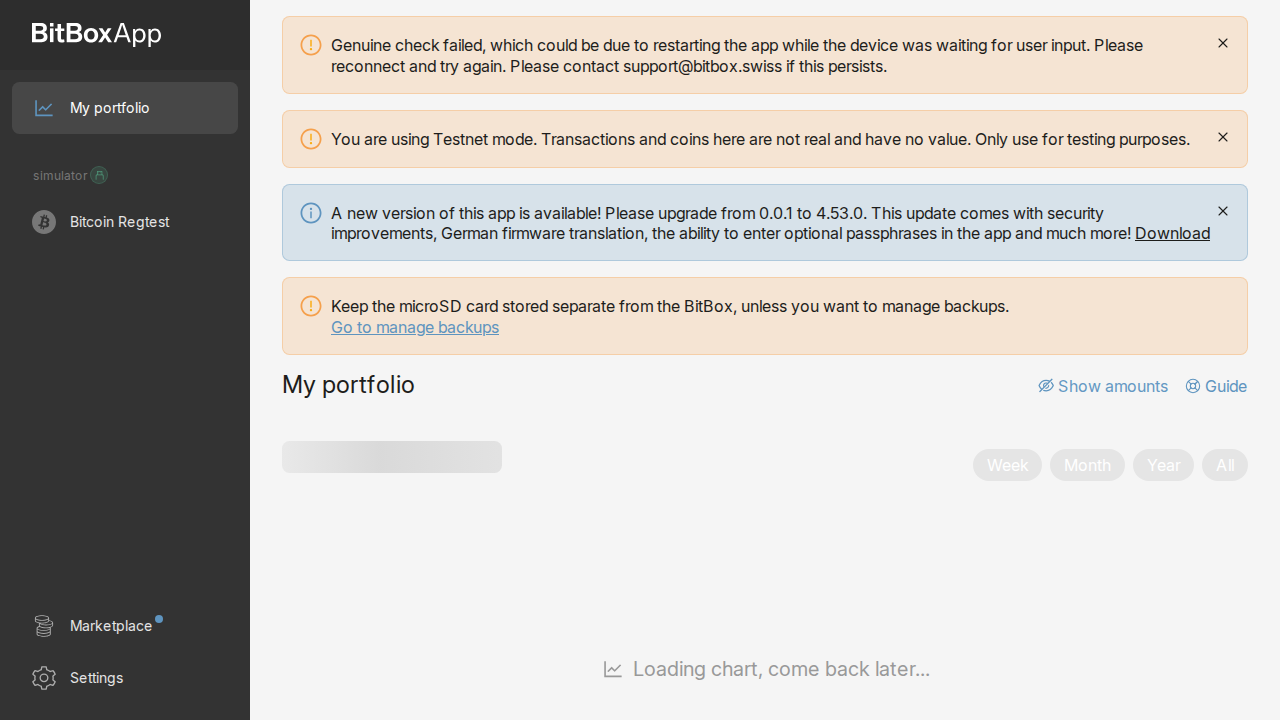 BitBoxApp
My portfolio
simulator
Bitcoin Regtest
Marketplace
Settings
Genuine check failed, which could be due to restarting the app while the device was waiting for user input. Please
reconnect and try again. Please contact support@bitbox.swiss if this persists.
You are using Testnet mode. Transactions and coins here are not real and have no value. Only use for testing purposes.
A new version of this app is available! Please upgrade from 0.0.1 to 4.53.0. This update comes with security
improvements, German firmware translation, the ability to enter optional passphrases in the app and much more! Download
Keep the microSD card stored separate from the BitBox, unless you want to manage backups.
Go to manage backups
My portfolio
Show amounts
Guide
Week
Month
Year
All
Loading chart, come back later...